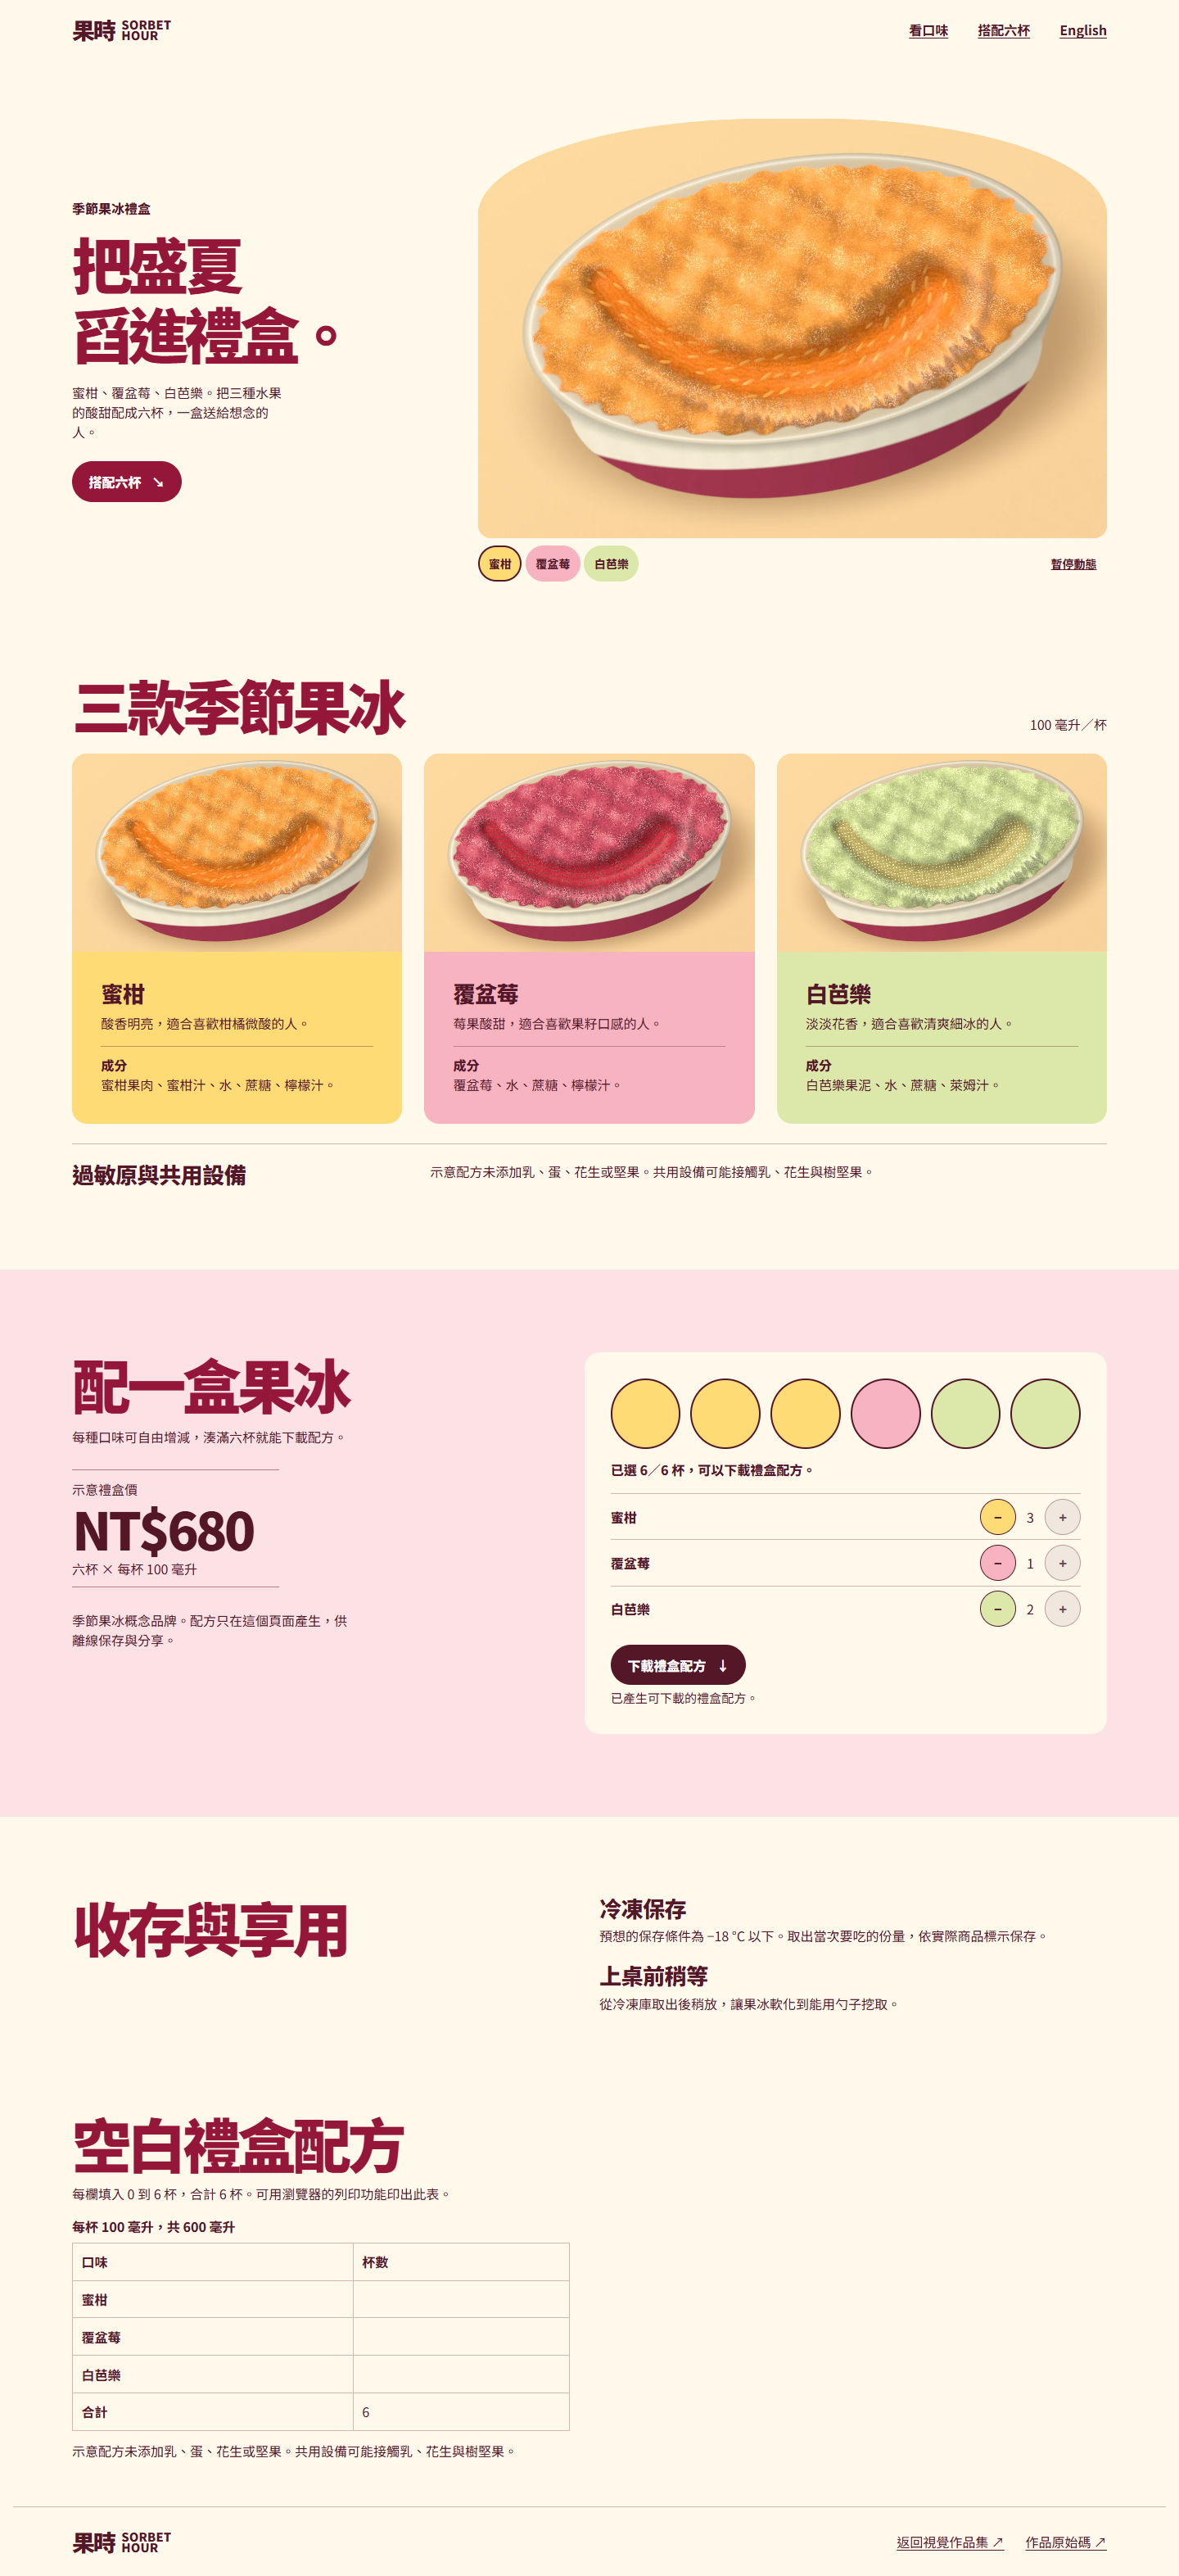 果時 SORBET HOUR
看口味 搭配六杯 English
季節果冰禮盒
把盛夏
舀進禮盒。
蜜柑、覆盆莓、白芭樂。把三種水果
的酸甜配成六杯，一盒送給想念的
人。
搭配六杯 ↘
蜜柑 覆盆莓 白芭樂 暫停動態
三款季節果冰
100 毫升／杯
蜜柑
酸香明亮，適合喜歡柑橘微酸的人。
成分
蜜柑果肉、蜜柑汁、水、蔗糖、檸檬汁。
覆盆莓
莓果酸甜，適合喜歡果籽口感的人。
成分
覆盆莓、水、蔗糖、檸檬汁。
白芭樂
淡淡花香，適合喜歡清爽細冰的人。
成分
白芭樂果泥、水、蔗糖、萊姆汁。
過敏原與共用設備
示意配方未添加乳、蛋、花生或堅果。共用設備可能接觸乳、花生與樹堅果。
配一盒果冰
每種口味可自由增減，湊滿六杯就能下載配方。
示意禮盒價
NT$680
六杯 × 每杯 100 毫升
季節果冰概念品牌。配方只在這個頁面產生，供
離線保存與分享。
已選 6／6 杯，可以下載禮盒配方。
蜜柑 − 3 +
覆盆莓 − 1 +
白芭樂 − 2 +
下載禮盒配方 ↓
已產生可下載的禮盒配方。
收存與享用
冷凍保存
預想的保存條件為 −18 °C 以下。取出當次要吃的份量，依實際商品標示保存。
上桌前稍等
從冷凍庫取出後稍放，讓果冰軟化到能用勺子挖取。
空白禮盒配方
每欄填入 0 到 6 杯，合計 6 杯。可用瀏覽器的列印功能印出此表。
每杯 100 毫升，共 600 毫升
口味 杯數
蜜柑
覆盆莓
白芭樂
合計 6
示意配方未添加乳、蛋、花生或堅果。共用設備可能接觸乳、花生與樹堅果。
果時 SORBET HOUR
返回視覺作品集 ↗ 作品原始碼 ↗